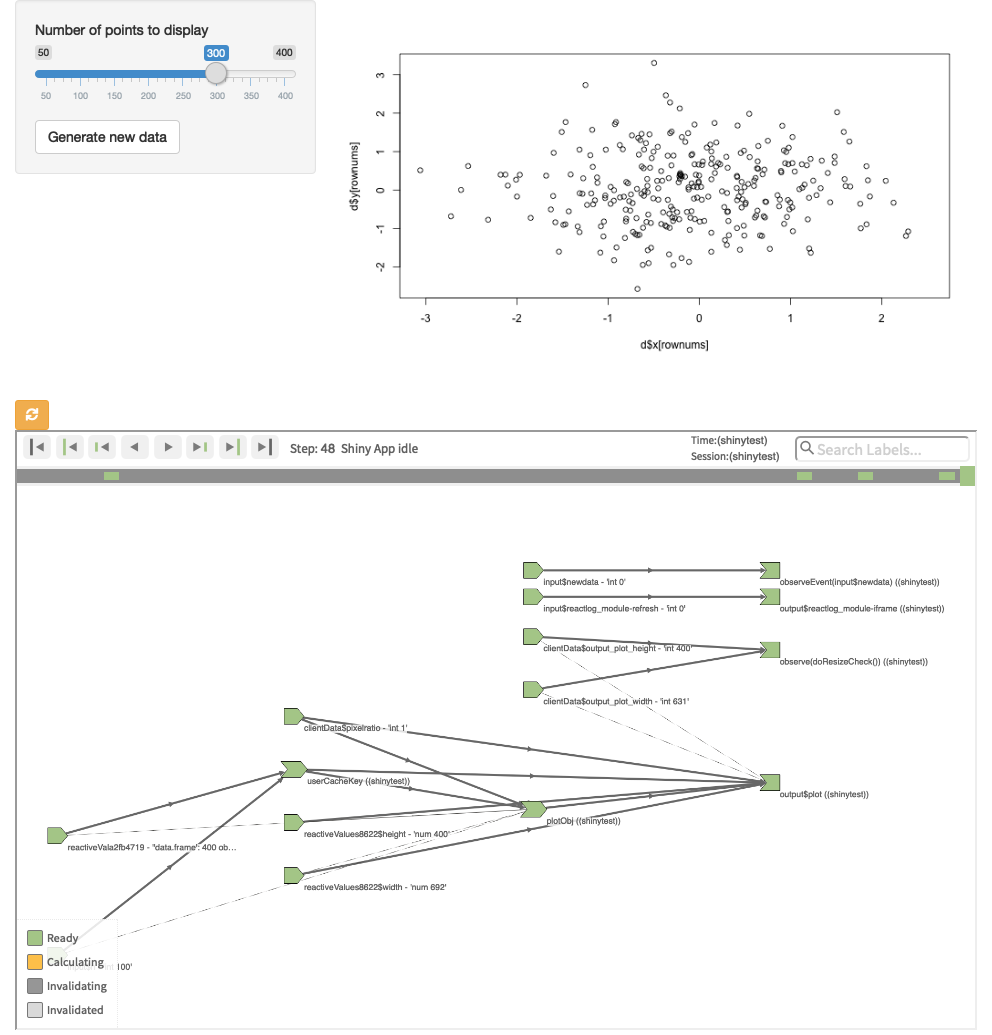 Number of points to display
50 300 400
50 100 150 200 250 300 350 400
Generate new data
3
2
1
0
-1
-2
d$y[rownums]
-3 -2 -1 0 1 2
d$x[rownums]
Step: 48 Shiny App idle
Time:(shinytest)
Session:(shinytest)
Search Labels...
input$newdata - 'int 0'
observeEvent(input$newdata) ((shinytest))
input$reactlog_module-refresh - 'int 0'
output$reactlog_module-iframe ((shinytest))
clientData$output_plot_height - 'int 400'
observe(doResizeCheck()) ((shinytest))
clientData$output_plot_width - 'int 631'
clientData$pixelratio - 'int 1'
userCacheKey ((shinytest))
output$plot ((shinytest))
plotObj ((shinytest))
reactiveValues8622$height - 'num 400'
reactiveVala2fb4719 - "data.frame': 400 ob...
reactiveValues8622$width - 'num 692'
Ready
Calculating
100'
Invalidating
Invalidated